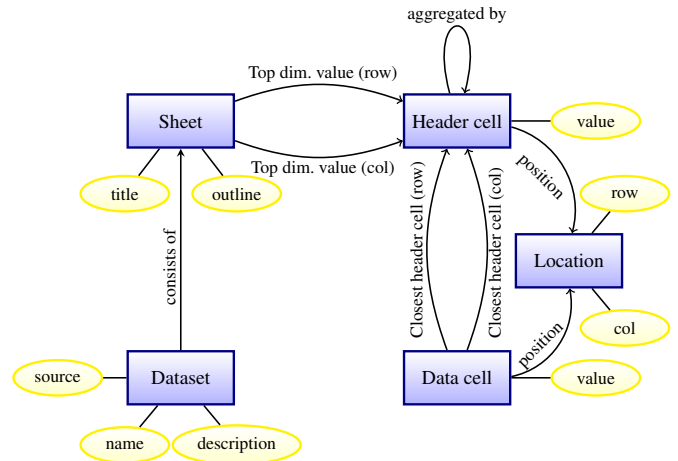 aggregated by
Top dim. value (row)
Sheet
Header cell
value
Top dim. value (col)
position
title
outline
row
Closest header cell (row)
Closest header cell (col)
consists of
Location
col
position
source
Dataset
Data cell
value
name
description